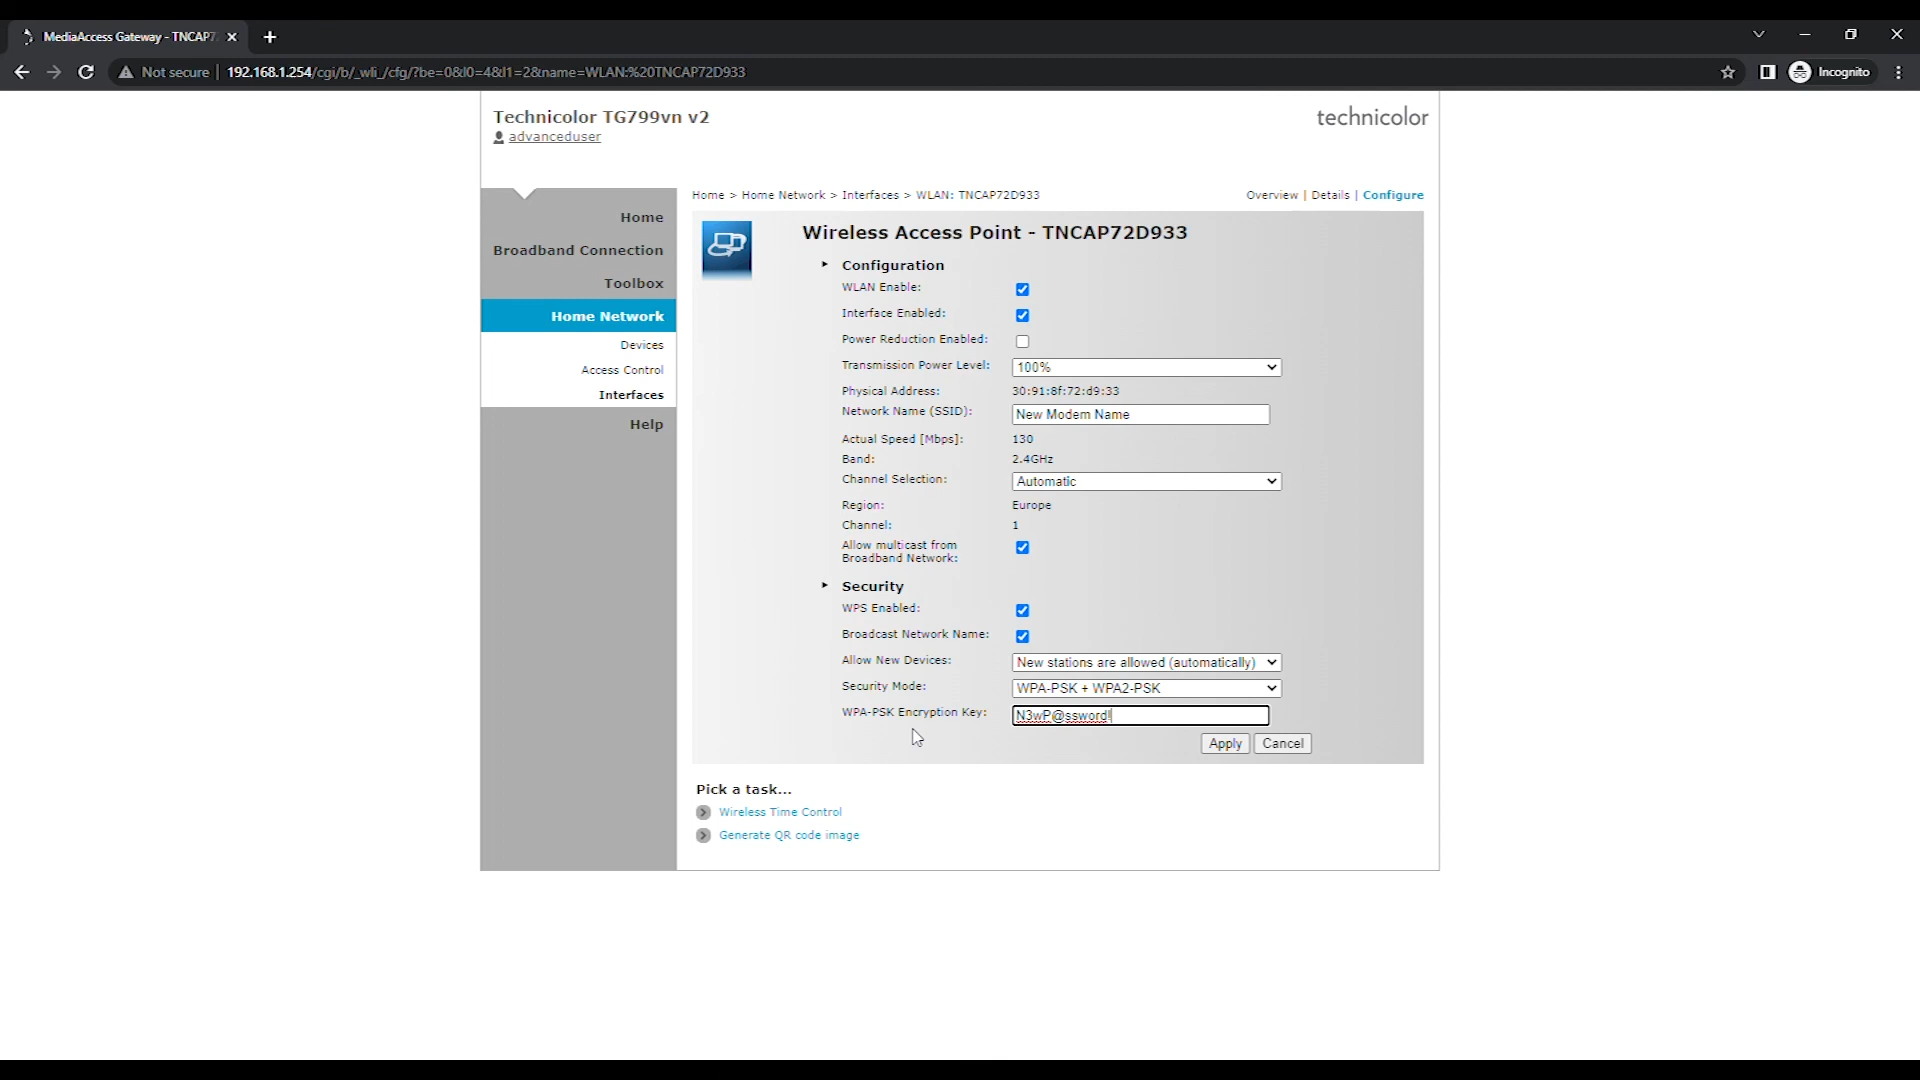 MediaAccess Gateway - TNCAP7
Not secure 192.168.1.254/cgi/b/_wli_/cfg/?be=0&l0=4&l1=2&name=WLAN:%20TNCAP72D933
Incognito
Technicolor TG799vn v2
technicolor
advanceduser
Home > Home Network > Interfaces > WLAN: TNCAP72D933
Overview | Details | Configure
Home
Broadband Connection
Toolbox
Home Network
Devices
Access Control
Interfaces
Help
Wireless Access Point - TNCAP72D933
Configuration
WLAN Enable:
Interface Enabled:
Power Reduction Enabled:
Transmission Power Level: 100%
Physical Address: 30:91:8f:72:d9:33
Network Name (SSID): New Modem Name
Actual Speed [Mbps]: 130
Band: 2.4GHz
Channel Selection: Automatic
Region: Europe
Channel: 1
Allow multicast from
Broadband Network:
Security
WPS Enabled:
Broadcast Network Name:
Allow New Devices: New stations are allowed (automatically)
Security Mode: WPA-PSK + WPA2-PSK
WPA-PSK Encryption Key: N3wP@ssword!
Apply Cancel
Pick a task...
Wireless Time Control
Generate QR code image